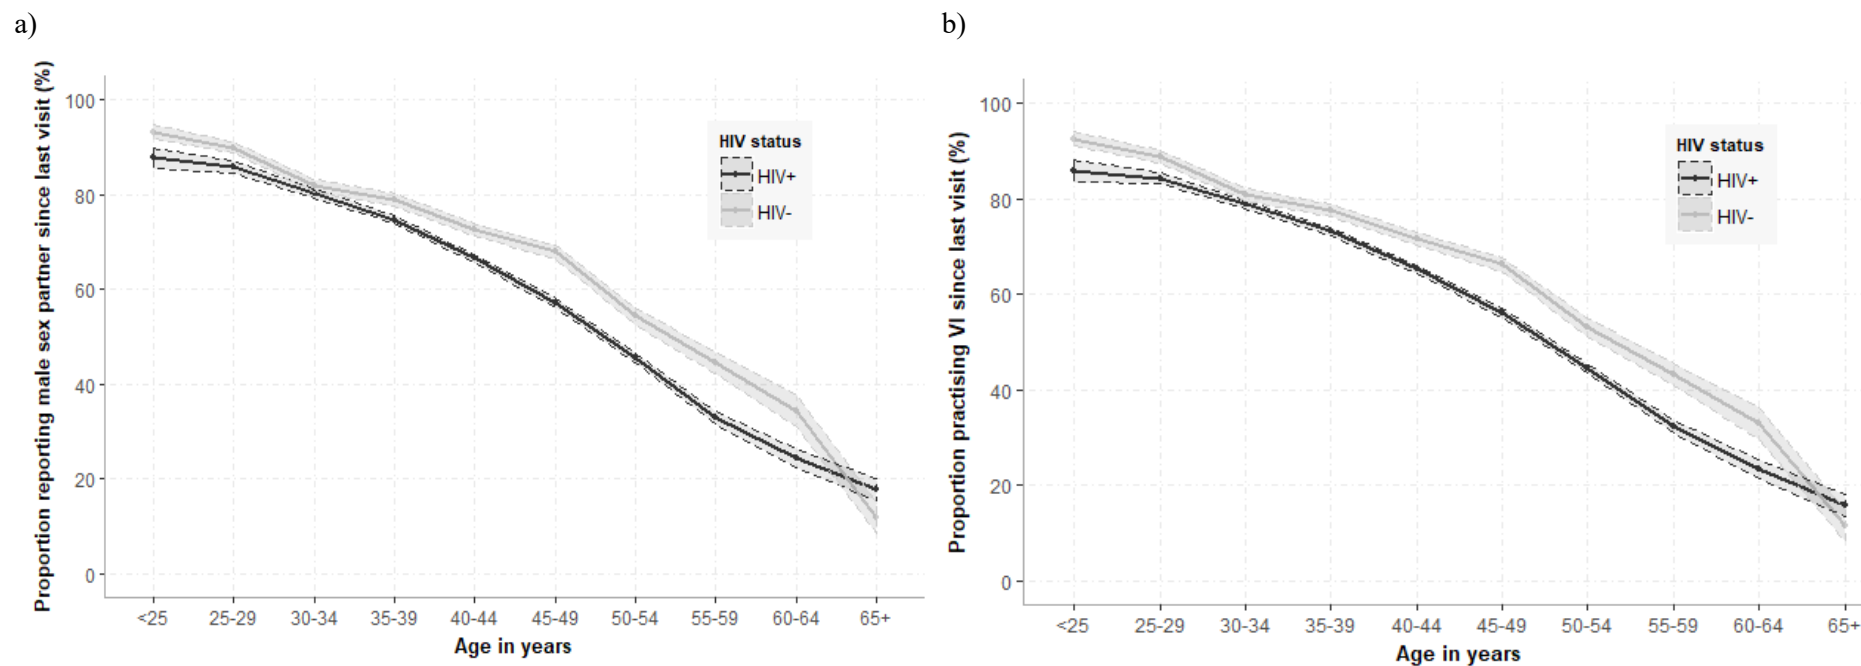 a)
Proportion reporting male sex partner since last visit (%)
100
80
60
40
20
0
HIV status
HIV+
HIV-
<25 25-29 30-34 35-39 40-44 45-49 50-54 55-59 60-64 65+
Age in years
b)
Proportion practising VI since last visit (%)
100
80
60
40
20
0
HIV status
HIV+
HIV-
<25 25-29 30-34 35-39 40-44 45-49 50-54 55-59 60-64 65+
Age in years